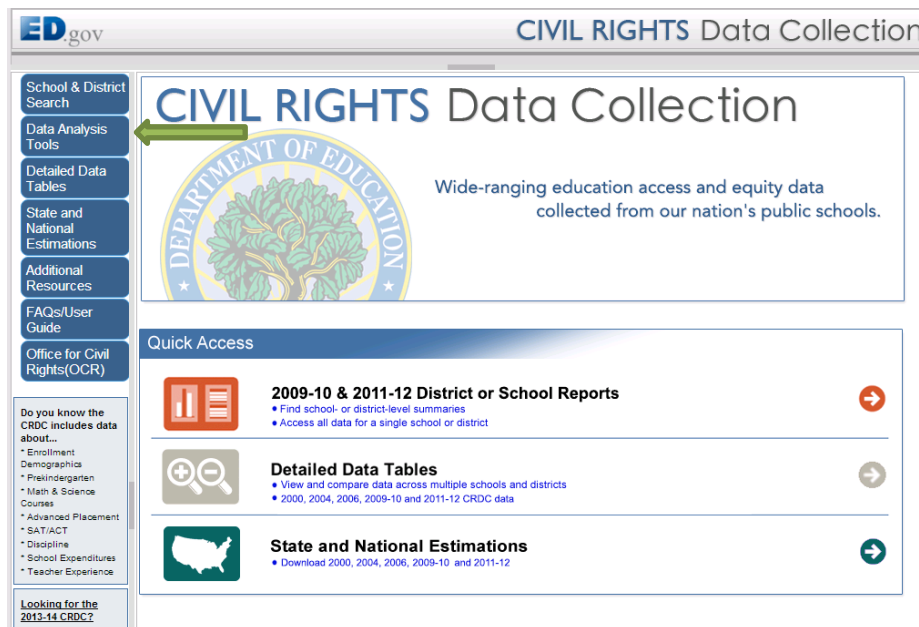 ED.gov
CIVIL RIGHTS Data Collection
School & District
Search
Data Analysis
Tools
Detailed Data
Tables
State and
National
Estimations
Additional
Resources
FAQs/User
Guide
Office for Civil
Rights(OCR)
Do you know the
CRDC includes data
about...
* Enrollment
Demographics
* Prekindergarten
* Math & Science
Courses
* Advanced Placement
* SAT/ACT
* Discipline
* School Expenditures
* Teacher Experience
Looking for the
2013-14 CRDC?
CIVIL RIGHTS Data Collection
DEPARTMENT OF EDUCATION
Wide-ranging education access and equity data
collected from our nation's public schools.
Quick Access
2009-10 & 2011-12 District or School Reports
• Find school- or district-level summaries
• Access all data for a single school or district
Detailed Data Tables
• View and compare data across multiple schools and districts
• 2000, 2004, 2006, 2009-10 and 2011-12 CRDC data
State and National Estimations
• Download 2000, 2004, 2006, 2009-10 and 2011-12